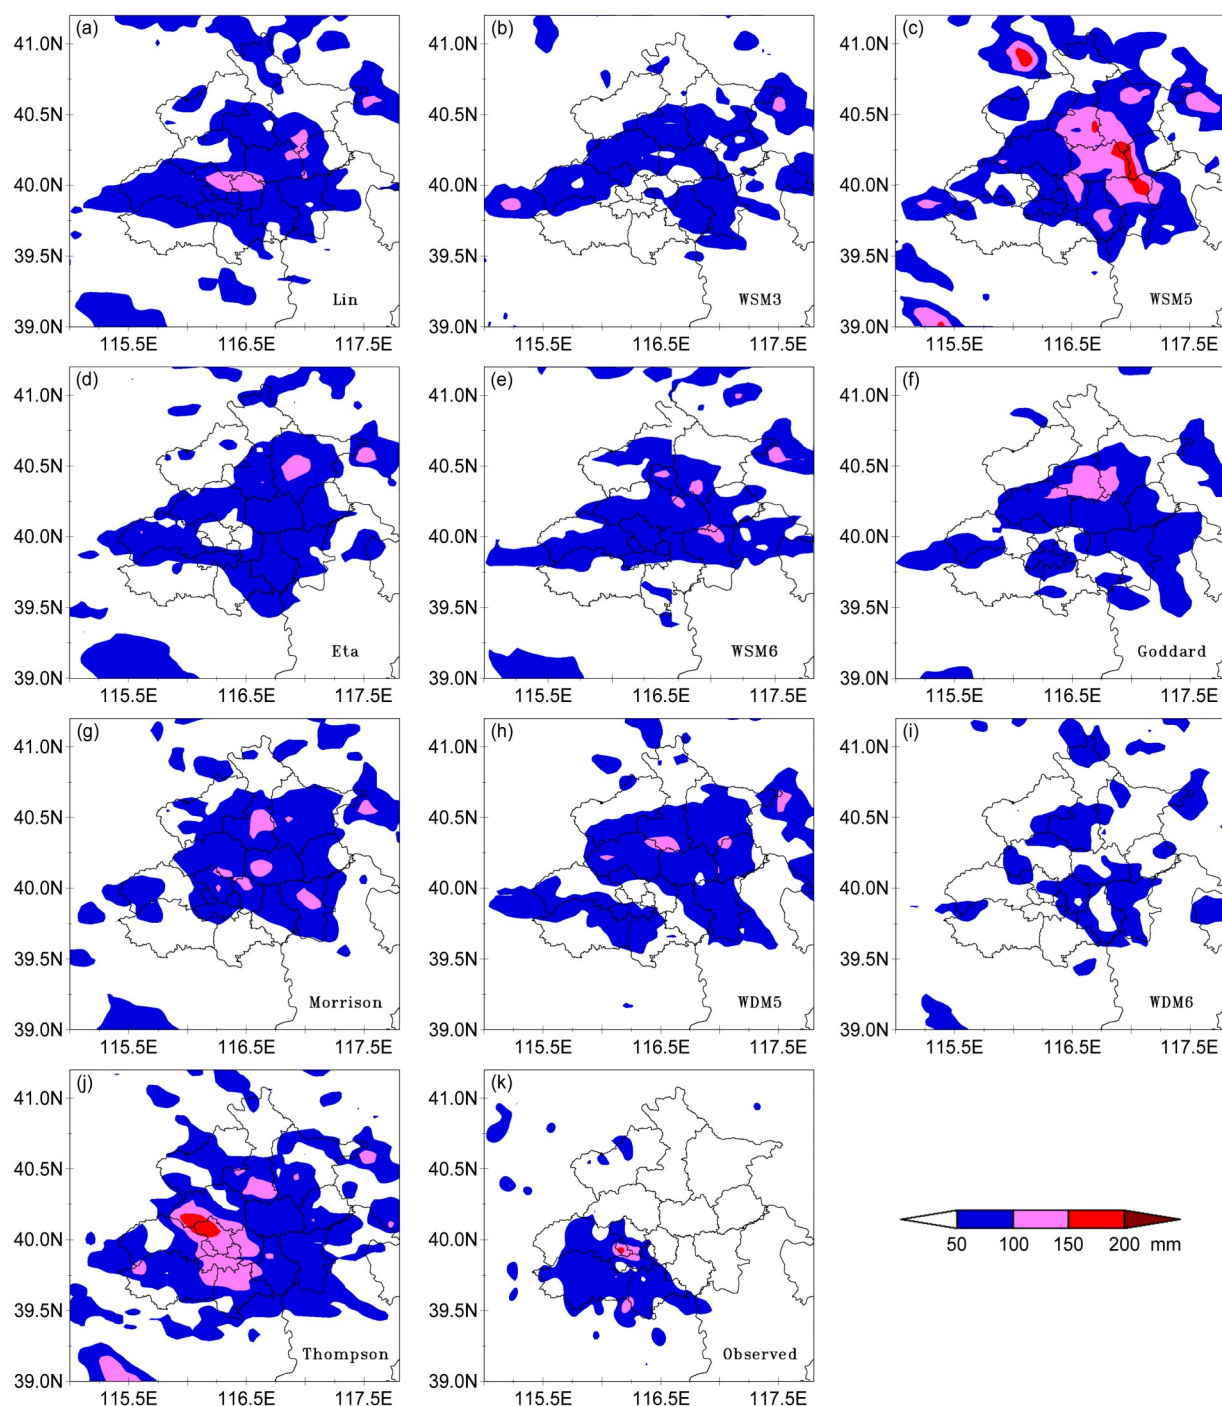 (a) (b) (c)
41.0N 41.0N 41.0N
40.5N 40.5N 40.5N
40.0N 40.0N 40.0N
39.5N 39.5N 39.5N
Lin WSM3 WSM5
39.0N 39.0N 39.0N
115.5E 116.5E 117.5E 115.5E 116.5E 117.5E 115.5E 116.5E 117.5E
(d) (e) (f)
41.0N 41.0N 41.0N
40.5N 40.5N 40.5N
40.0N 40.0N 40.0N
39.5N 39.5N 39.5N
Eta WSM6 Goddard
39.0N 39.0N 39.0N
115.5E 116.5E 117.5E 115.5E 116.5E 117.5E 115.5E 116.5E 117.5E
(g) (h) (i)
41.0N 41.0N 41.0N
40.5N 40.5N 40.5N
40.0N 40.0N 40.0N
39.5N 39.5N 39.5N
Morrison WDM5 WDM6
39.0N 39.0N 39.0N
115.5E 116.5E 117.5E 115.5E 116.5E 117.5E 115.5E 116.5E 117.5E
(j) (k)
41.0N 41.0N
40.5N 40.5N
40.0N 40.0N
50 100 150 200 mm
39.5N 39.5N
Thompson Observed
39.0N 39.0N
115.5E 116.5E 117.5E 115.5E 116.5E 117.5E